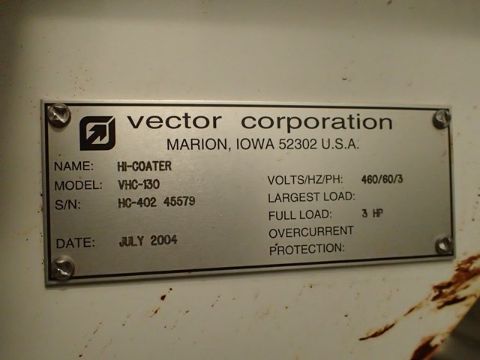 vector corporation
MARION, IOWA 52302 U.S.A.
NAME: HI-COATER
MODEL: VHC-130
S/N: HC-402 45579
DATE: JULY 2004
VOLTS/HZ/PH: 460/60/3
LARGEST LOAD:
FULL LOAD: 3 HP
OVERCURRENT
PROTECTION: